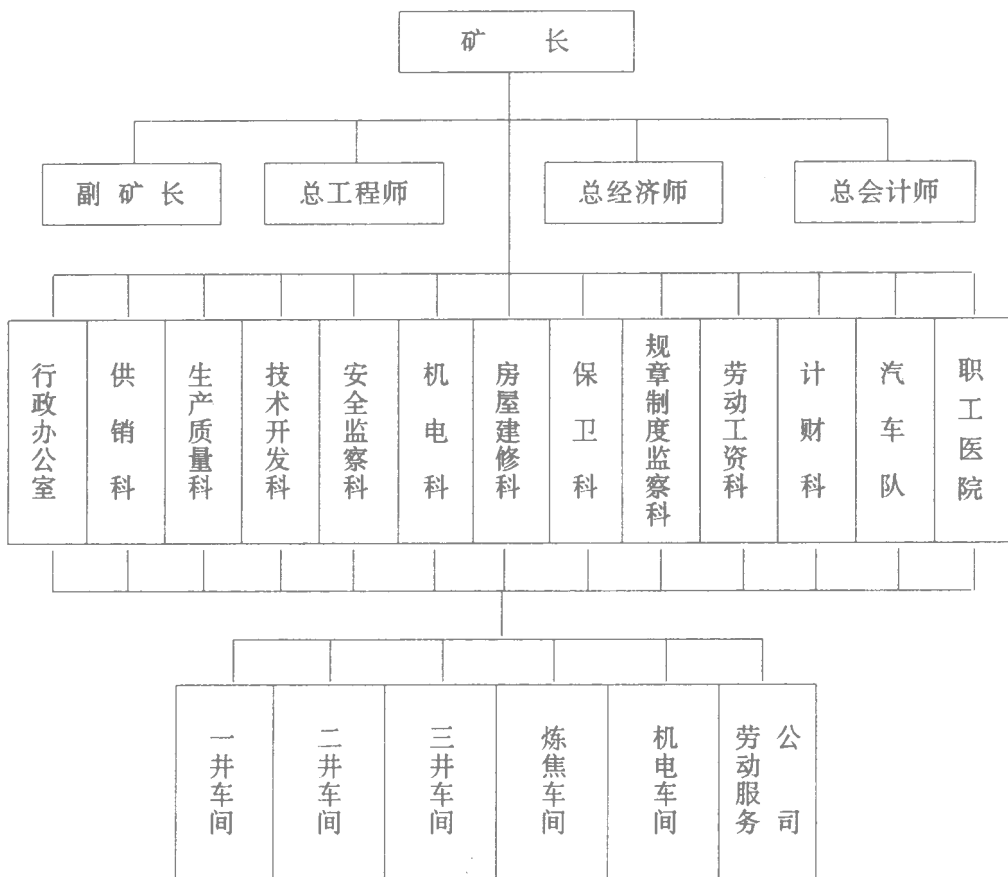 矿 长
副 矿 长
总工程师
总经济师
总会计师
行政办公室
供销科
生产质量科
技术开发科
安全监察科
机电科
房屋建修科
保卫科
规章制度监察科
劳动工资科
计财科
汽车队
职工医院
一井车间
二井车间
三井车间
炼焦车间
机电车间
劳动服务
公司